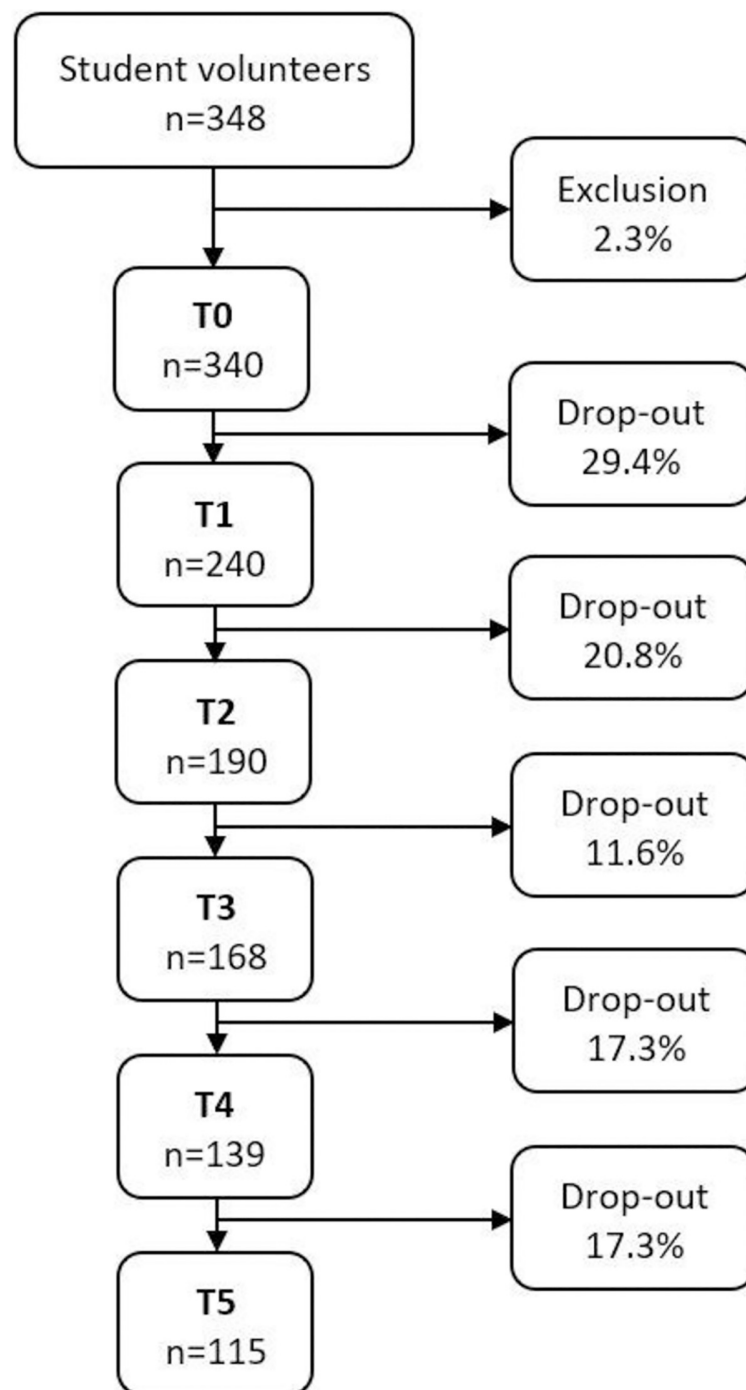 Student volunteers
n=348
Exclusion
2.3%
T0
n=340
Drop-out
29.4%
T1
n=240
Drop-out
20.8%
T2
n=190
Drop-out
11.6%
T3
n=168
Drop-out
17.3%
T4
n=139
Drop-out
17.3%
T5
n=115